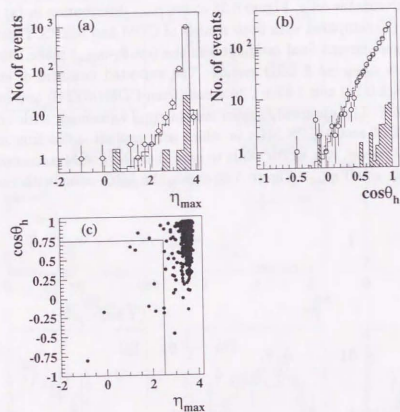 (a)
No.of events
10³
10²
10
1
-2 0 2 4
η_max
(b)
No.of events
10²
10
1
-1 -0.5 0 0.5 1
cosθ_h
(c)
cosθ_h
1
0.75
0.5
0.25
0
-0.25
-0.5
-0.75
-1
-2 0 2 4
η_max